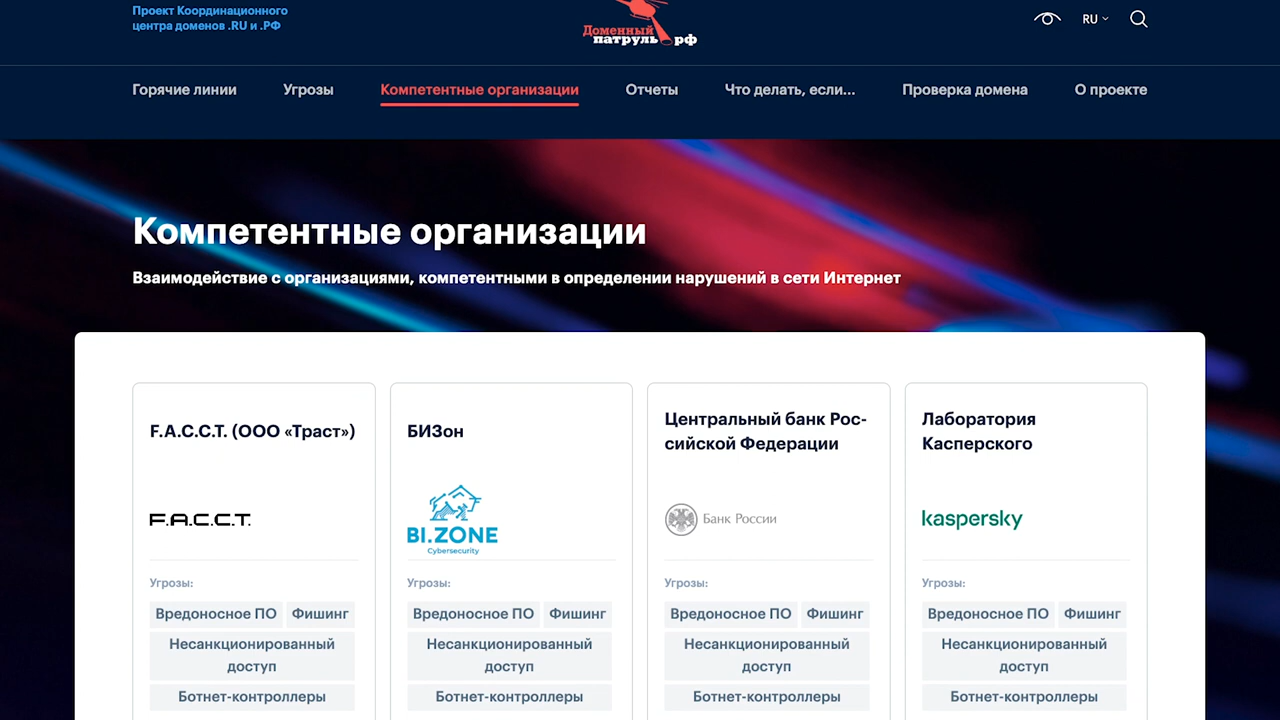 Проект Координационного
центра доменов .RU и .РФ
Доменный
патруль.рф
RU
Горячие линии
Угрозы
Компетентные организации
Отчеты
Что делать, если...
Проверка домена
О проекте
Компетентные организации
Взаимодействие с организациями, компетентными в определении нарушений в сети Интернет
F.A.C.C.T. (ООО «Траст»)
F.A.C.C.T.
Угрозы:
Вредоносное ПО
Фишинг
Несанкционированный
доступ
Ботнет-контроллеры
БИЗон
BI.ZONE
Cybersecurity
Угрозы:
Вредоносное ПО
Фишинг
Несанкционированный
доступ
Ботнет-контроллеры
Центральный банк Рос-
сийской Федерации
Банк России
Угрозы:
Вредоносное ПО
Фишинг
Несанкционированный
доступ
Ботнет-контроллеры
Лаборатория
Касперского
kaspersky
Угрозы:
Вредоносное ПО
Фишинг
Несанкционированный
доступ
Ботнет-контроллеры